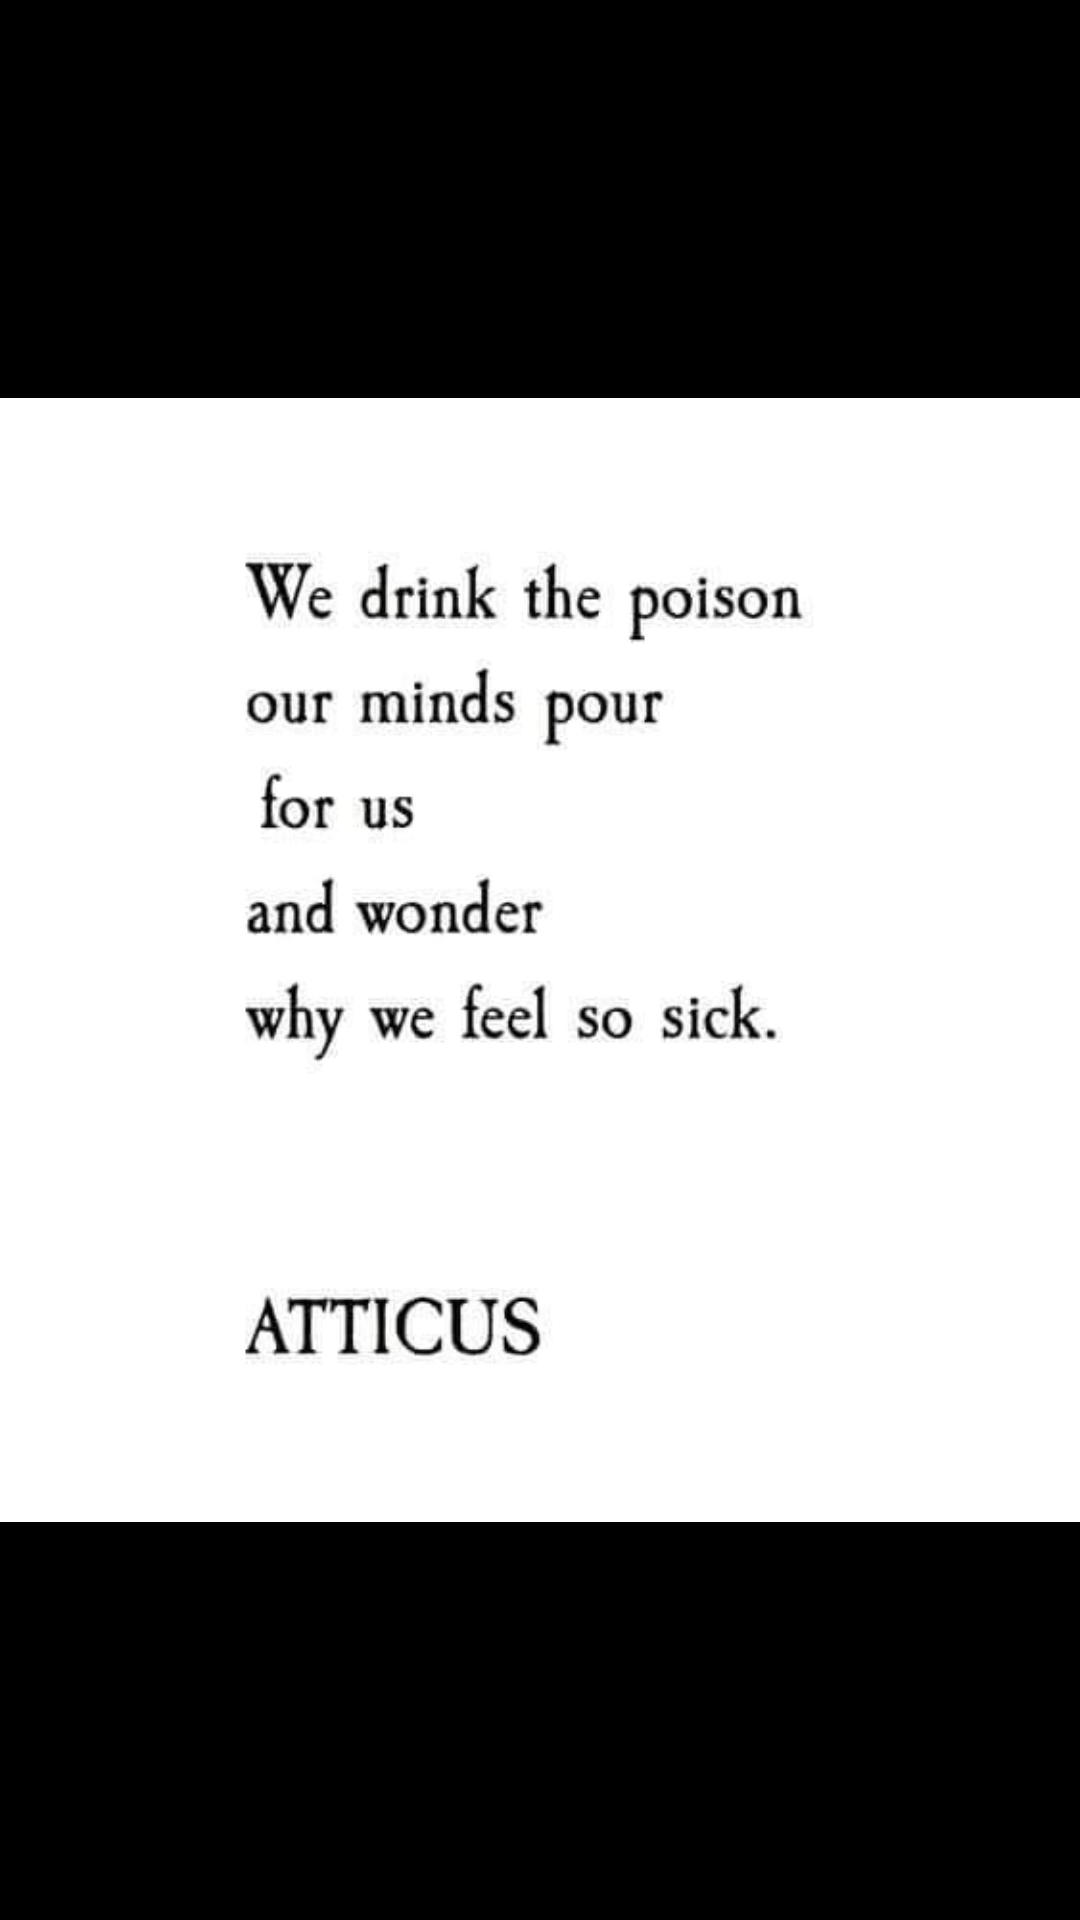 We drink the poison
our minds pour
for us
and wonder
why we feel so sick.
ATTICUS